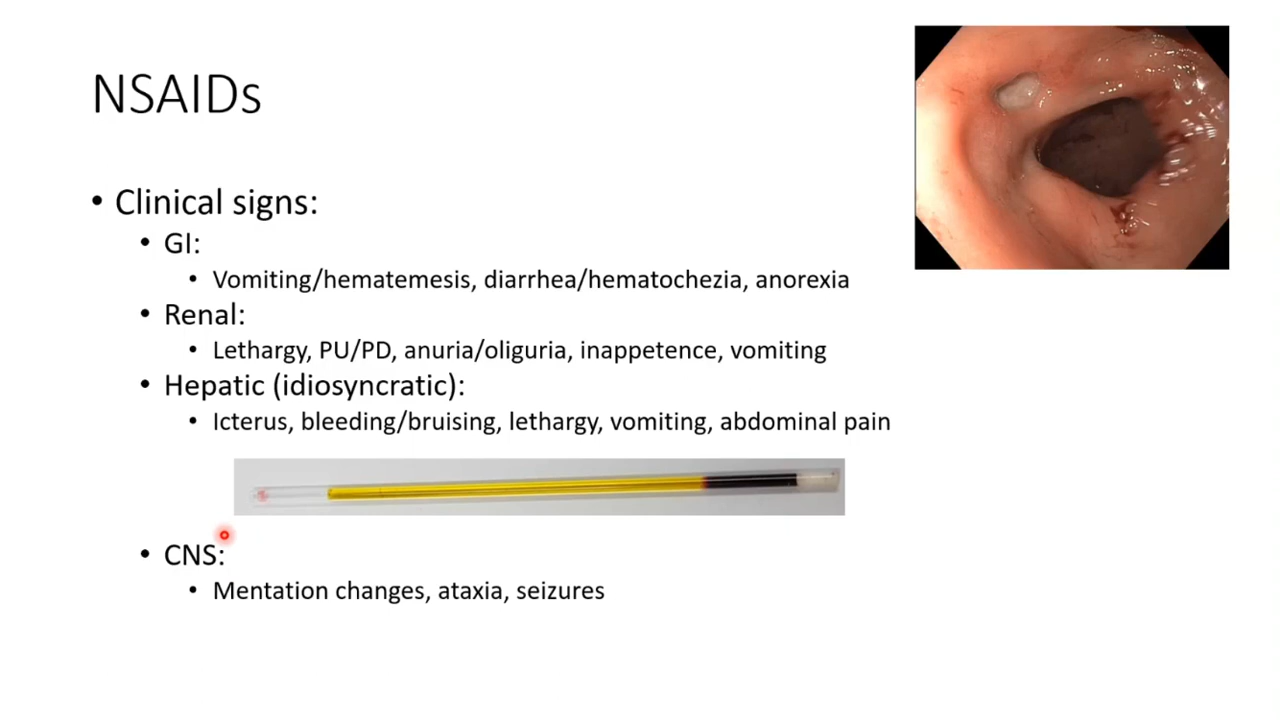 NSAIDs
• Clinical signs:
• GI:
• Vomiting/hematemesis, diarrhea/hematochezia, anorexia
• Renal:
• Lethargy, PU/PD, anuria/oliguria, inappetence, vomiting
• Hepatic (idiosyncratic):
• Icterus, bleeding/bruising, lethargy, vomiting, abdominal pain
• CNS:
• Mentation changes, ataxia, seizures